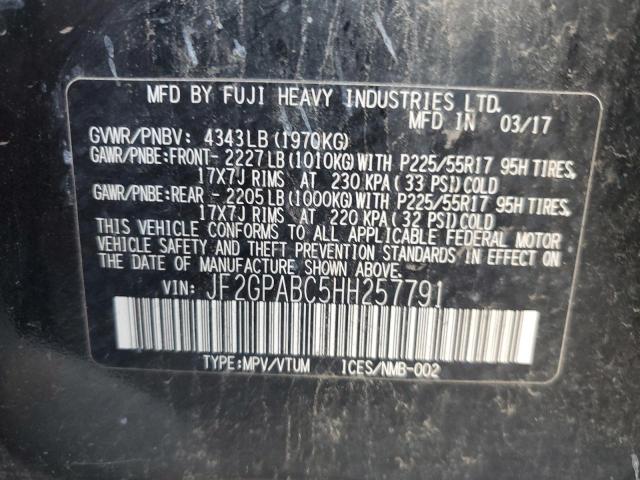 MFD BY FUJI HEAVY INDUSTRIES LTD.
MFD IN 03/17
GVWR/PNBV: 4343LB(1970KG)
GAWR/PNBE:FRONT- 2227LB(1010KG)WITH P225/55R17 95H TIRES,
17X7J RIMS AT 230 KPA(33 PSI)COLD
GAWR/PNBE:REAR - 2205LB(1000KG)WITH P225/55R17 95H TIRES,
17X7J RIMS AT 220 KPA(32 PSI)COLD
THIS VEHICLE CONFORMS TO ALL APPLICABLE FEDERAL MOTOR
VEHICLE SAFETY AND THEFT PREVENTION STANDARDS IN EFFECT ON
THE DATE OF MANUFACTURE SHOWN ABOVE.
VIN: JF2GPABC5HH257791
TYPE:MPV/VTUM ICES/NMB-002